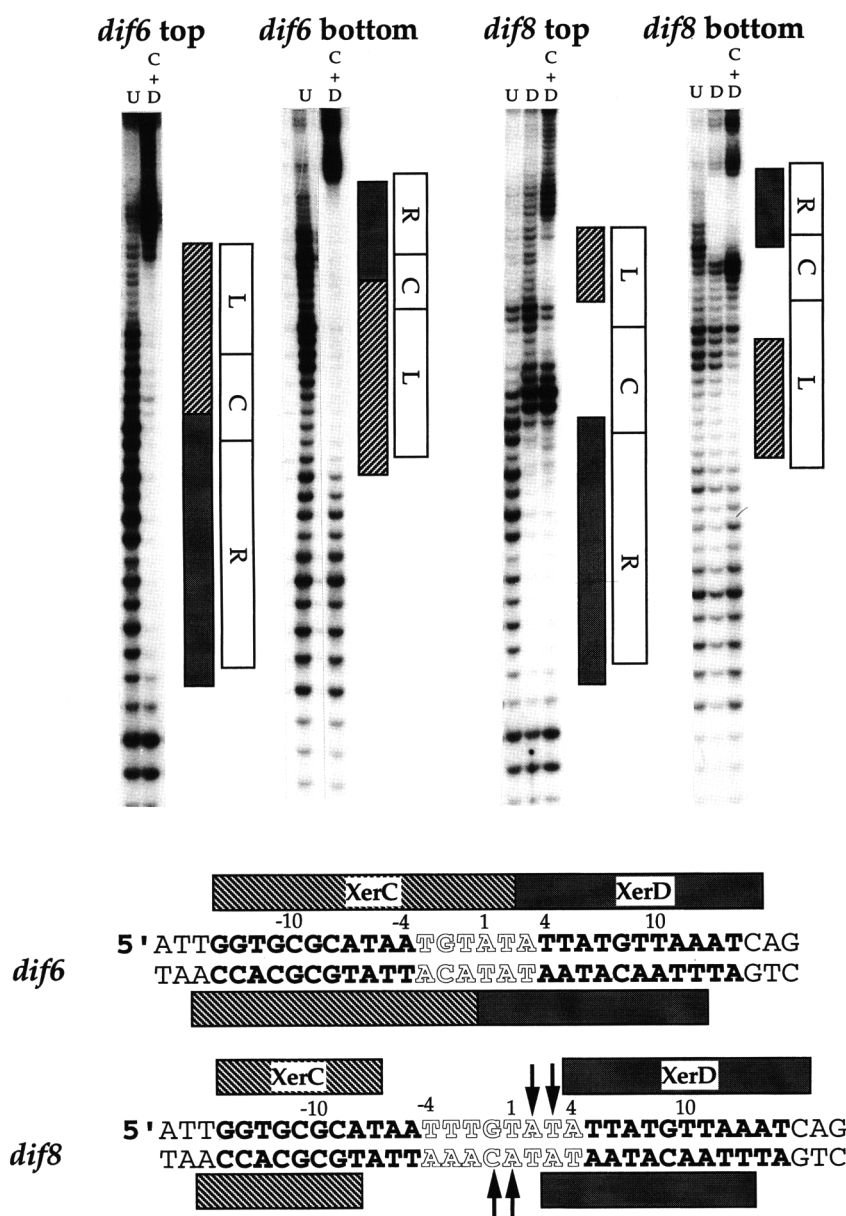 dif6 top dif6 bottom dif8 top dif8 bottom
C C C C
+ + + +
U D U D U D D U D D
L
C
R
R
C
L
L
C
R
R
C
L
XerC XerD
-10 -4 1 4 10
5'ATTGGTGCGCATAATGTATATTATGTTAAATCAG
dif6
TAACCACGCGTATTACATATAATACAATTTAGTC
XerC XerD
-10 -4 1 4 10
5'ATTGGTGCGCATAATTTGTATATTATGTTAAATCAG
dif8
TAACCACGCGTATTAAACATATAATACAATTTAGTC